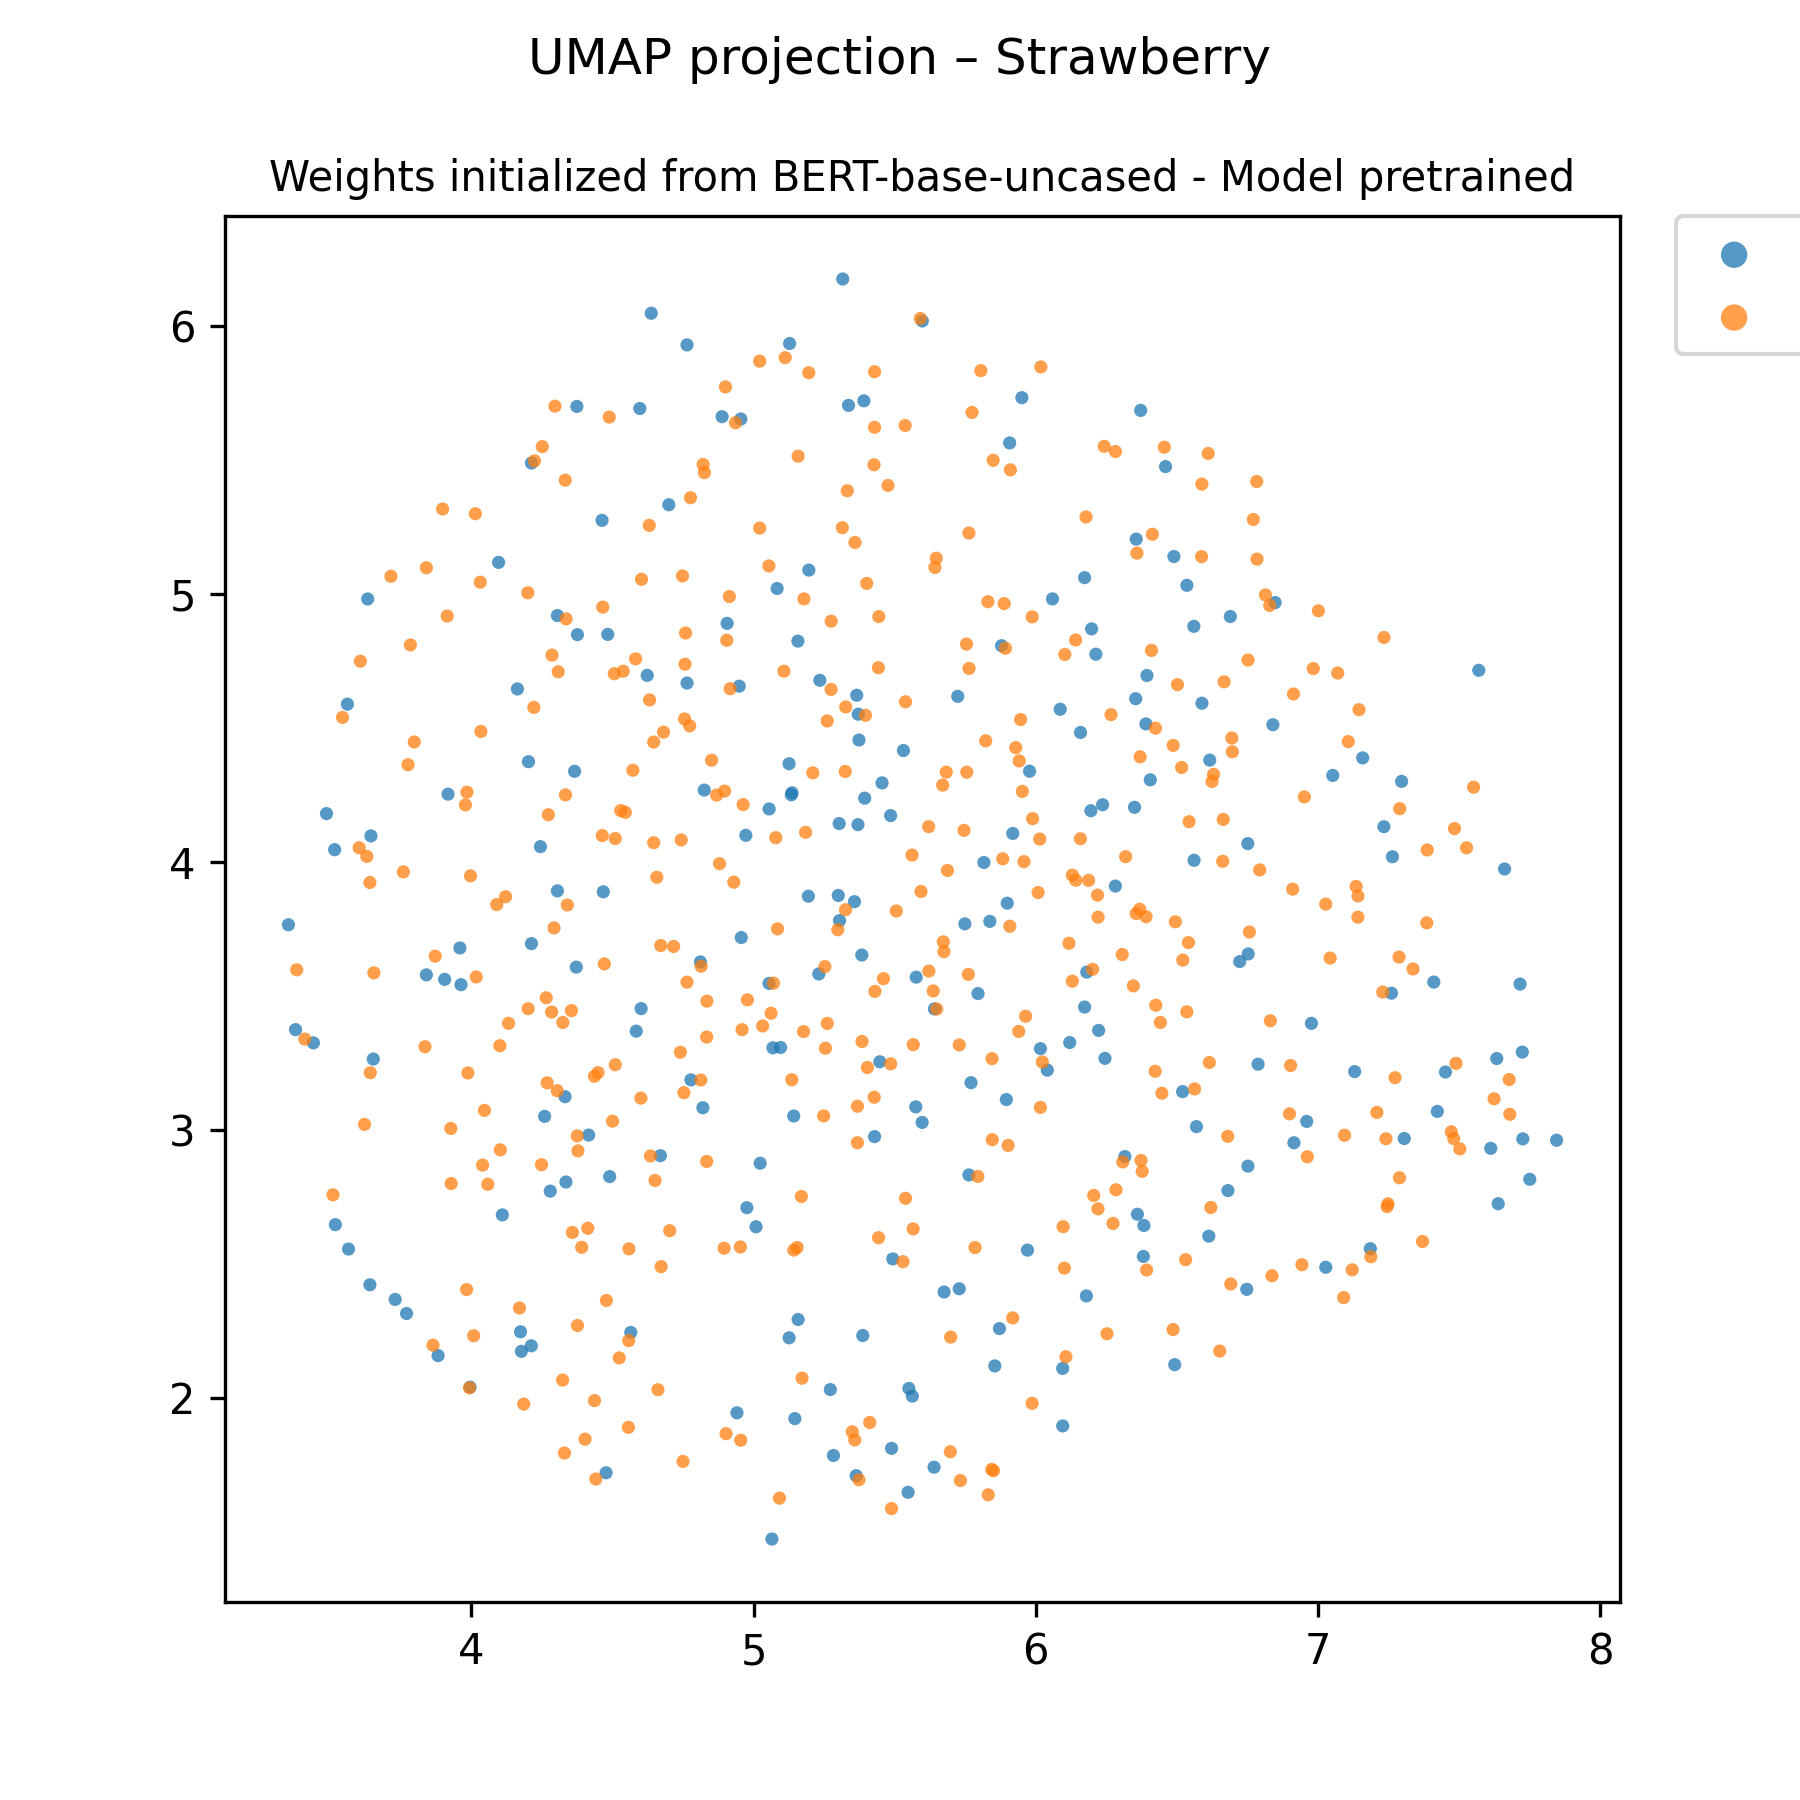 UMAP projection – Strawberry
Weights initialized from BERT-base-uncased - Model pretrained
6
5
4
3
2
4 5 6 7 8